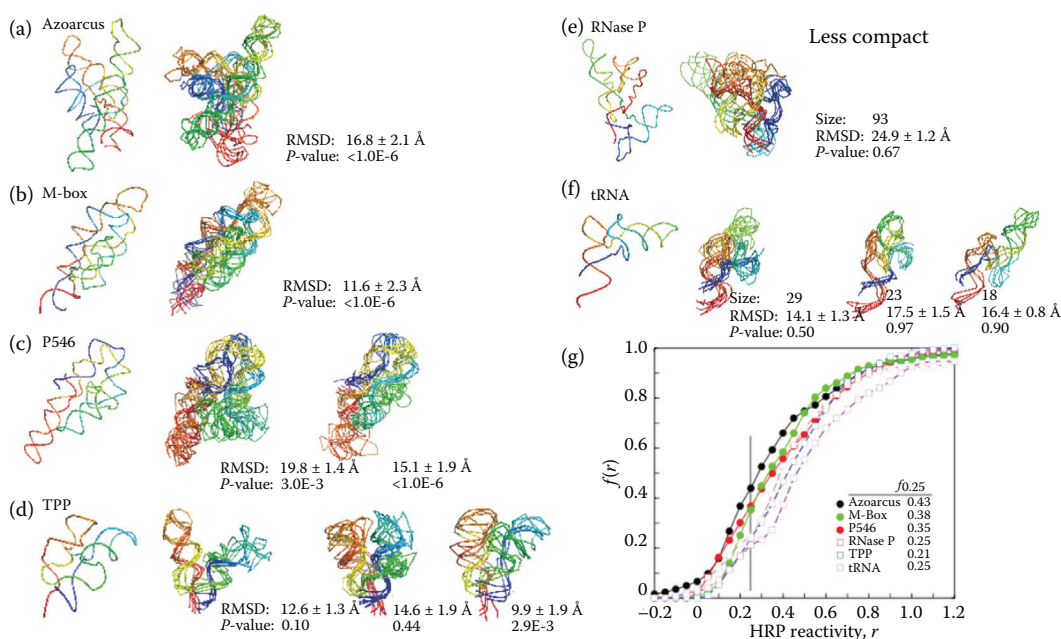 (a) Azoarcus
RMSD: 16.8 ± 2.1 Å
P-value: <1.0E-6
(b) M-box
RMSD: 11.6 ± 2.3 Å
P-value: <1.0E-6
(c) P546
RMSD: 19.8 ± 1.4 Å 15.1 ± 1.9 Å
P-value: 3.0E-3 <1.0E-6
(d) TPP
RMSD: 12.6 ± 1.3 Å 14.6 ± 1.9 Å 9.9 ± 1.9 Å
P-value: 0.10 0.44 2.9E-3
(e) RNase P Less compact
Size: 93
RMSD: 24.9 ± 1.2 Å
P-value: 0.67
(f) tRNA
Size: 29 23 18
RMSD: 14.1 ± 1.3 Å 17.5 ± 1.5 Å 16.4 ± 0.8 Å
P-value: 0.50 0.97 0.90
(g)
1.0
0.8
0.6
0.4
0.2
0
f(r)
f0.25
Azoarcus 0.43
M-Box 0.38
P546 0.35
RNase P 0.25
TPP 0.21
tRNA 0.25
−0.2 0 0.2 0.4 0.6 0.8 1.0 1.2
HRP reactivity, r